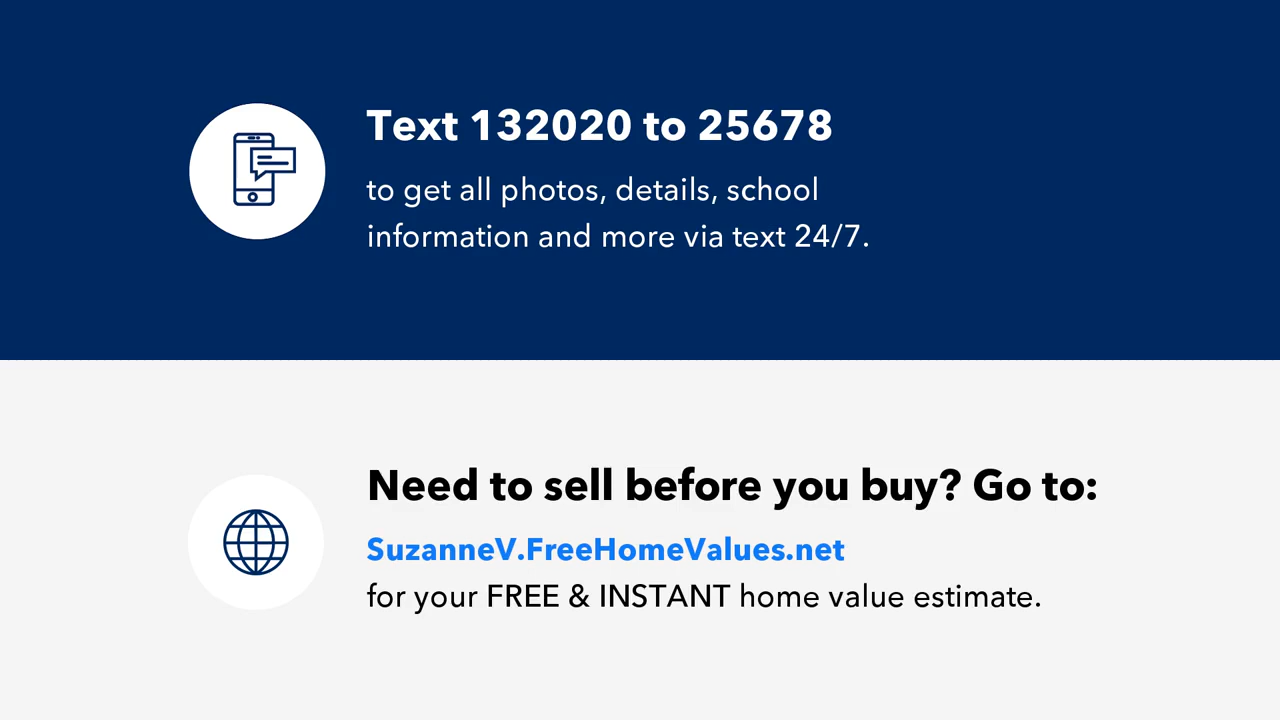 Text 132020 to 25678
to get all photos, details, school
information and more via text 24/7.
Need to sell before you buy? Go to:
SuzanneV.FreeHomeValues.net
for your FREE & INSTANT home value estimate.